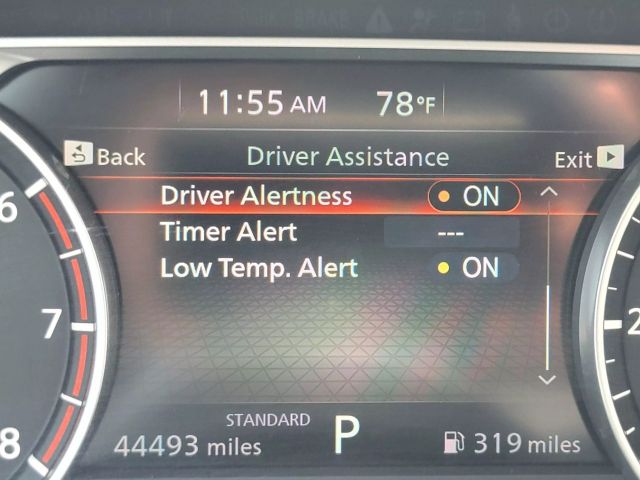 BRAKE
11:55 AM 78°F
Back Driver Assistance Exit
Driver Alertness ON
Timer Alert ---
Low Temp. Alert ON
6
7
8
2
STANDARD
44493 miles P 319 miles